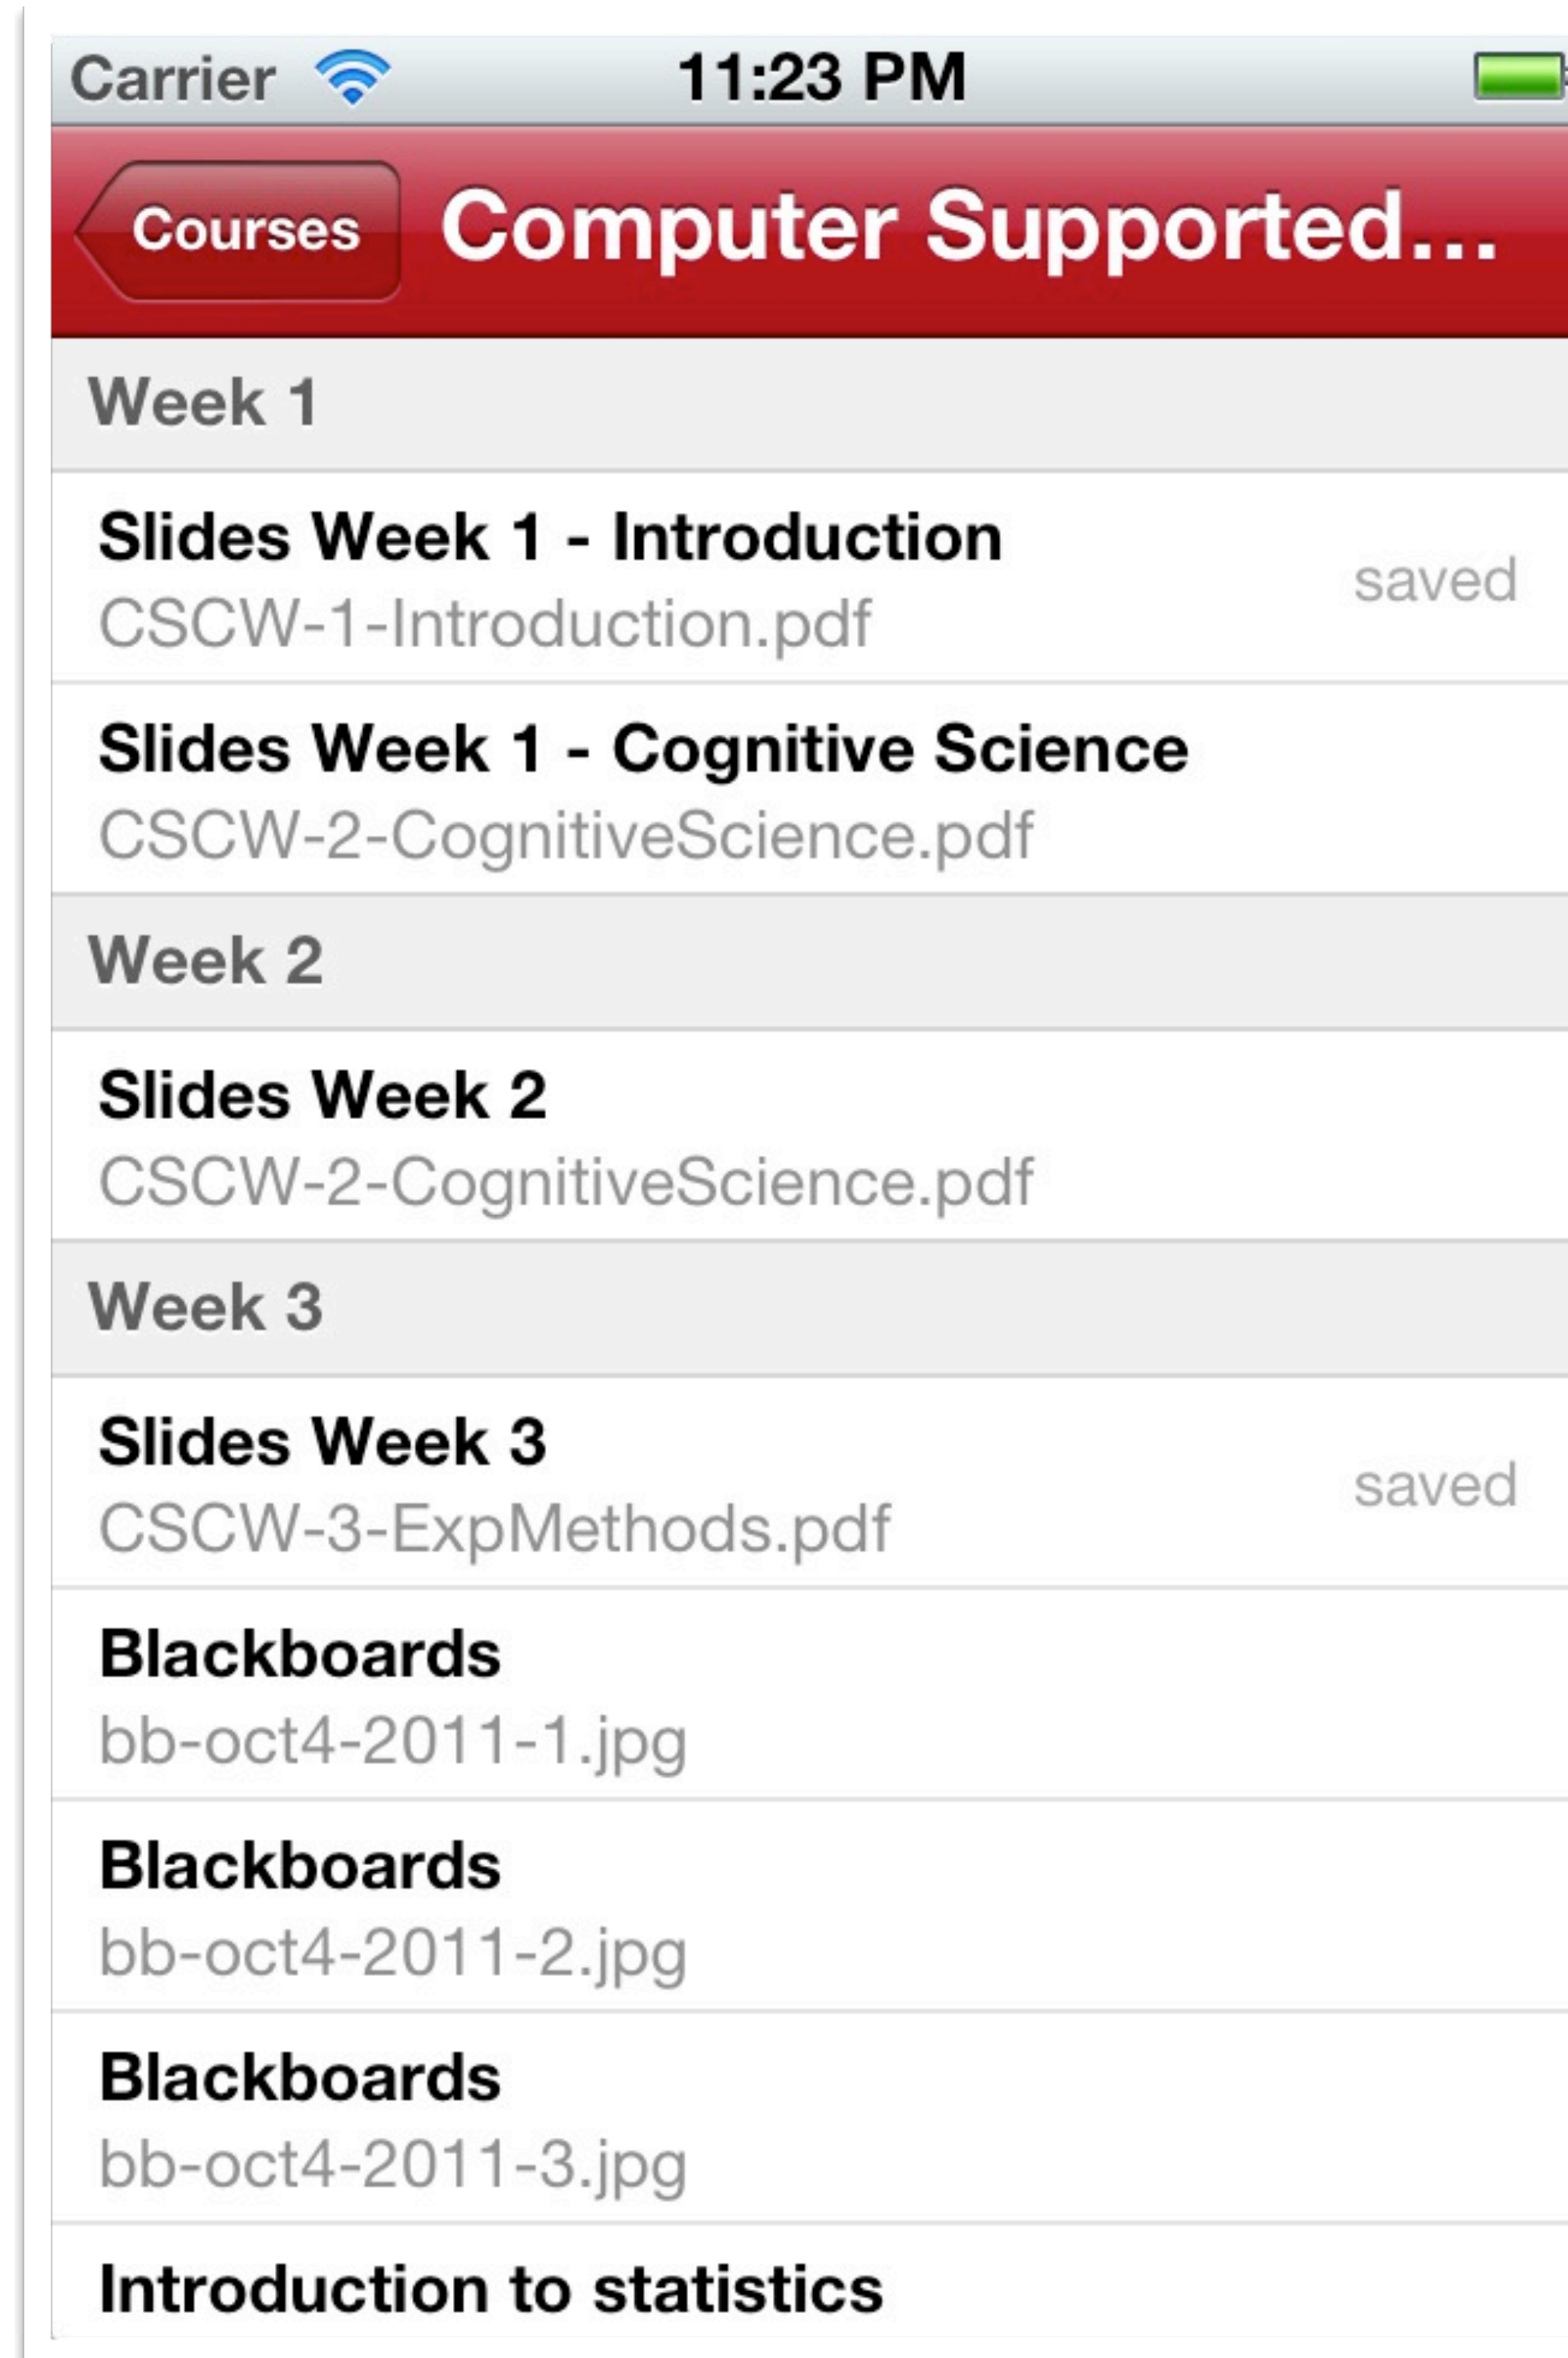 Carrier 11:23 PM
Courses Computer Supported...
Week 1
Slides Week 1 - Introduction
CSCW-1-Introduction.pdf
saved
Slides Week 1 - Cognitive Science
CSCW-2-CognitiveScience.pdf
Week 2
Slides Week 2
CSCW-2-CognitiveScience.pdf
Week 3
Slides Week 3
CSCW-3-ExpMethods.pdf
saved
Blackboards
bb-oct4-2011-1.jpg
Blackboards
bb-oct4-2011-2.jpg
Blackboards
bb-oct4-2011-3.jpg
Introduction to statistics